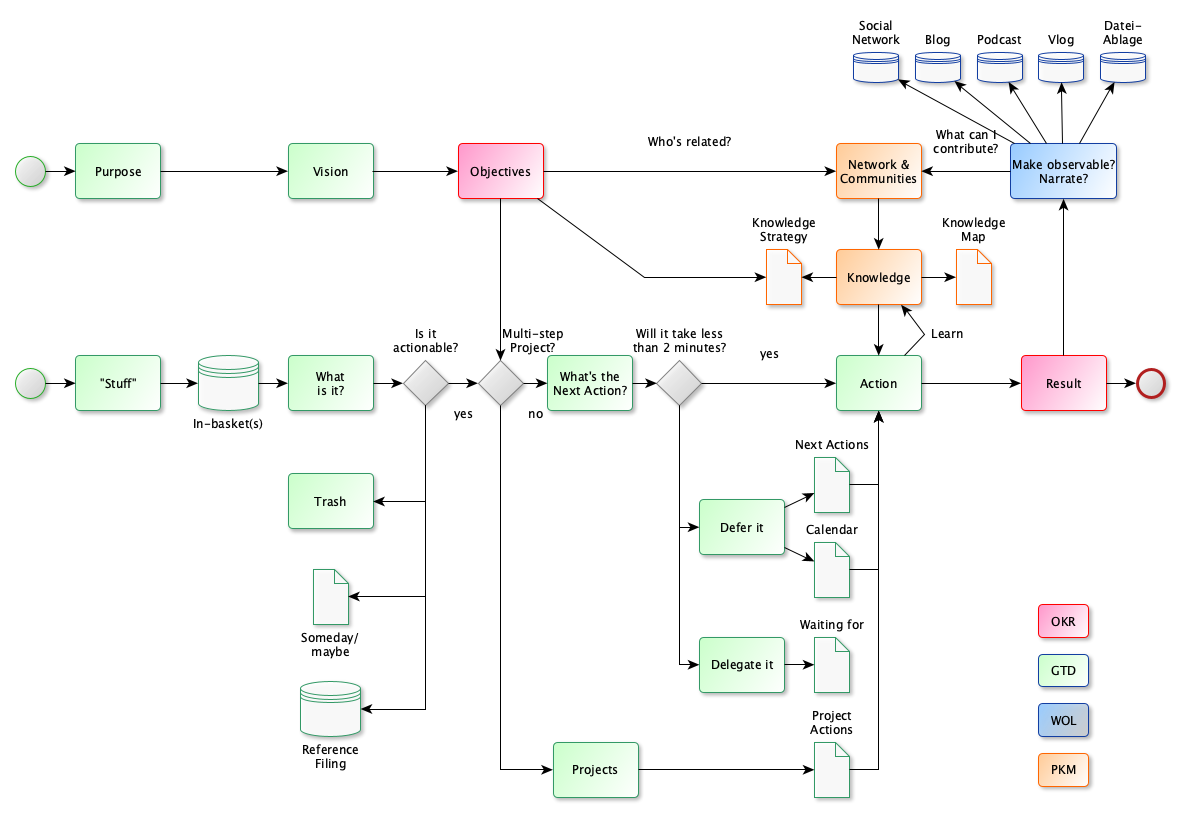 Social
Network
Blog
Podcast
Vlog
Datei-
Ablage
Who's related?
What can I
contribute?
Purpose
Vision
Objectives
Network &
Communities
Make observable?
Narrate?
Knowledge
Strategy
Knowledge
Map
Knowledge
Learn
Is it
actionable?
Multi-step
Project?
Will it take less
than 2 minutes?
yes
"Stuff"
In-basket(s)
What
is it?
yes
no
What's the
Next Action?
Action
Result
Trash
Someday/
maybe
Reference
Filing
Next Actions
Defer it
Calendar
Waiting for
Delegate it
Project
Actions
Projects
OKR
GTD
WOL
PKM